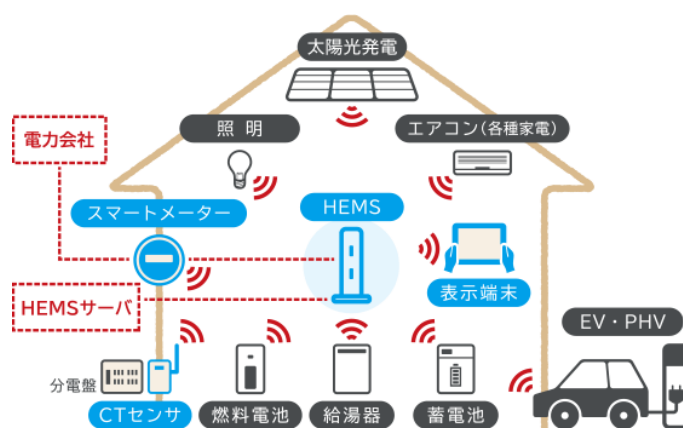 太陽光発電
照明
エアコン(各種家電)
電力会社
スマートメーター
HEMS
HEMSサーバ
表示端末
EV・PHV
分電盤
CTセンサ
燃料電池
給湯器
蓄電池